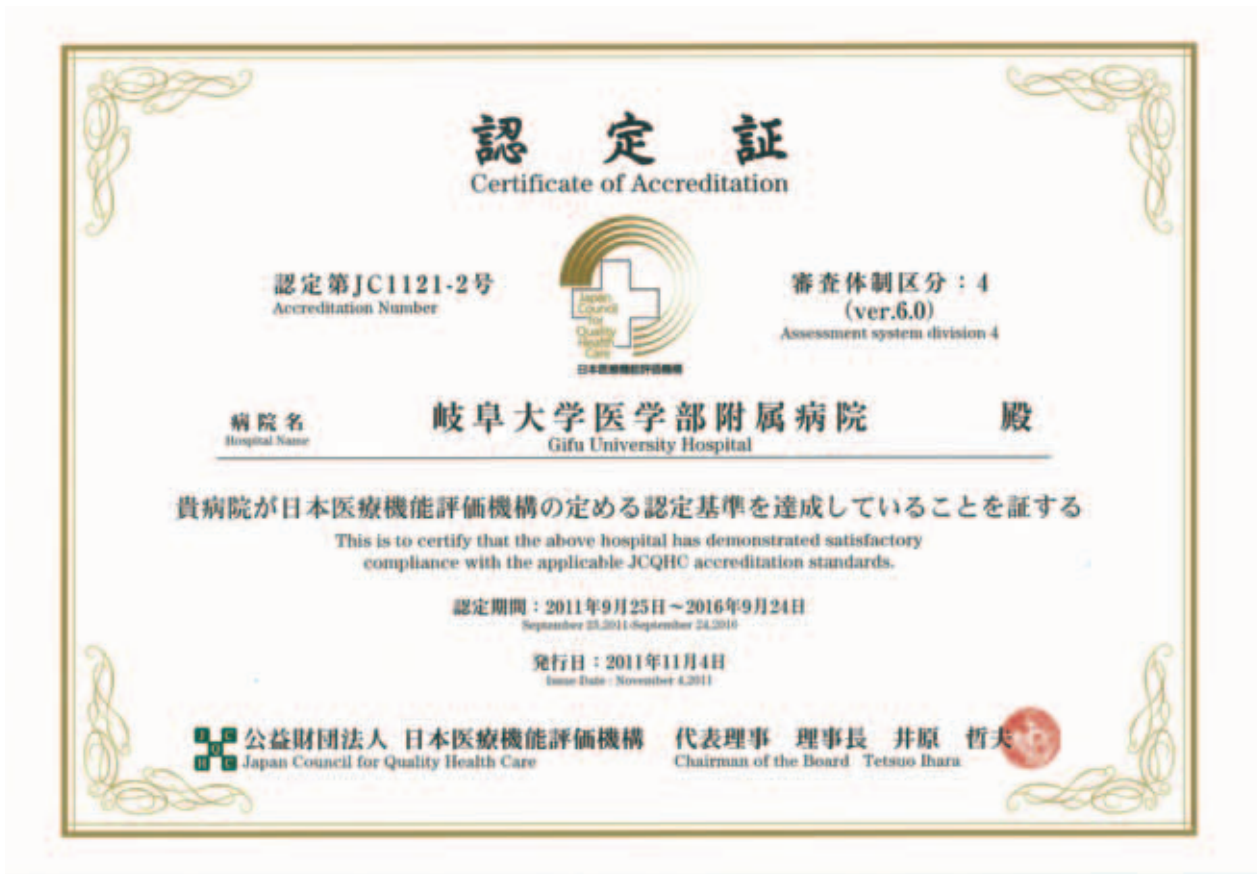 認定証
Certificate of Accreditation
認定第JC1121-2号
Accreditation Number
Japan
Council
for
Quality
Health
Care
日本医療機能評価機構
審査体制区分：4
(ver.6.0)
Assessment system division 4
病院名
Hospital Name
岐阜大学医学部附属病院 殿
Gifu University Hospital
貴病院が日本医療機能評価機構の定める認定基準を達成していることを証する
This is to certify that the above hospital has demonstrated satisfactory
compliance with the applicable JCQHC accreditation standards.
認定期間：2011年9月25日～2016年9月24日
September 25,2011-September 24,2016
発行日：2011年11月4日
Issue Date : November 4,2011
J C
Q
H C
公益財団法人 日本医療機能評価機構
Japan Council for Quality Health Care
代表理事 理事長 井原 哲夫
Chairman of the Board Tetsuo Ihara